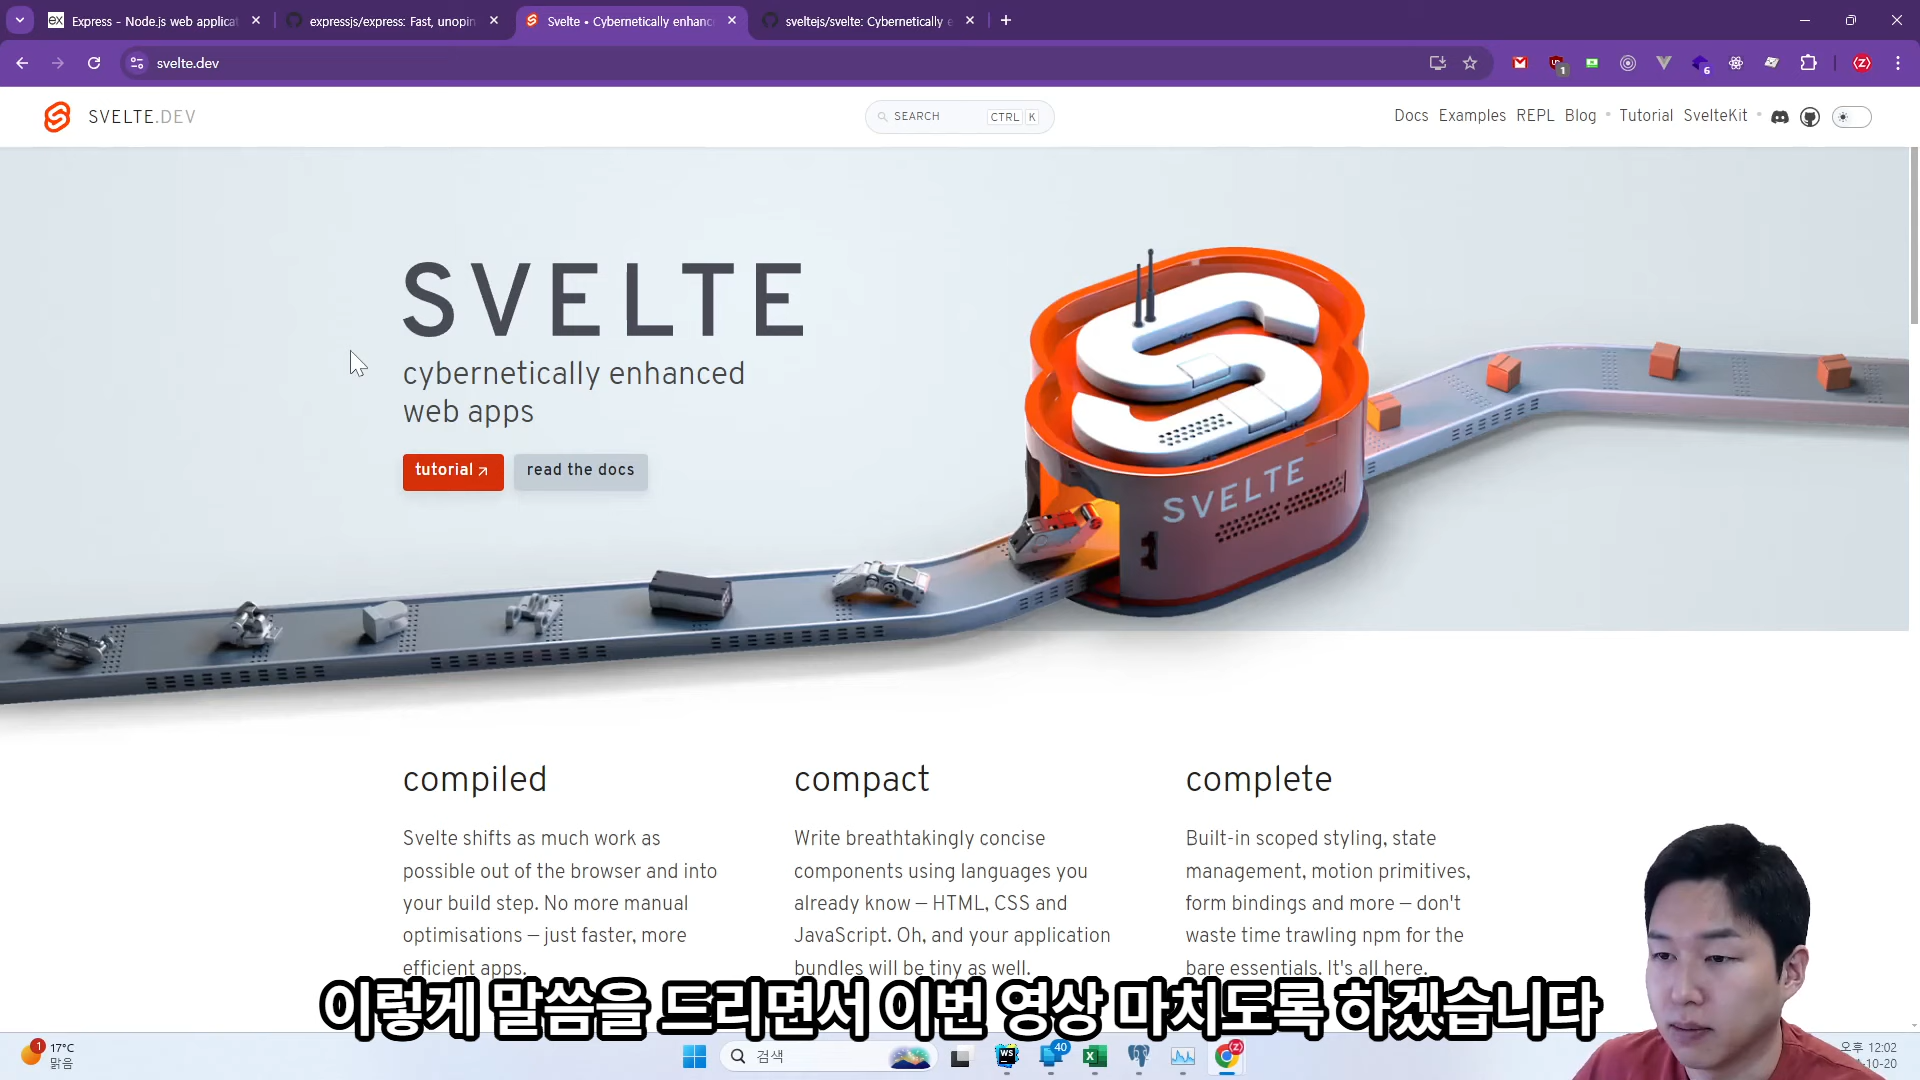 Express - Node.js web applicat
expressjs/express: Fast, unopin
Svelte • Cybernetically enhance
sveltejs/svelte: Cybernetically e
svelte.dev
1
6
SVELTE.DEV
SEARCH
CTRL K
Docs Examples REPL Blog • Tutorial SvelteKit •
SVELTE
cybernetically enhanced
web apps
tutorial
read the docs
SVELTE
compiled
Svelte shifts as much work as
possible out of the browser and into
your build step. No more manual
optimisations — just faster, more
efficient apps.
compact
Write breathtakingly concise
components using languages you
already know — HTML, CSS and
JavaScript. Oh, and your application
bundles will be tiny as well.
complete
Built-in scoped styling, state
management, motion primitives,
form bindings and more — don't
waste time trawling npm for the
bare essentials. It's all here.
이렇게 말씀을 드리면서 이번 영상 마치도록 하겠습니다
1
17°C
맑음
검색
WS
40
오후 12:02
-10-20